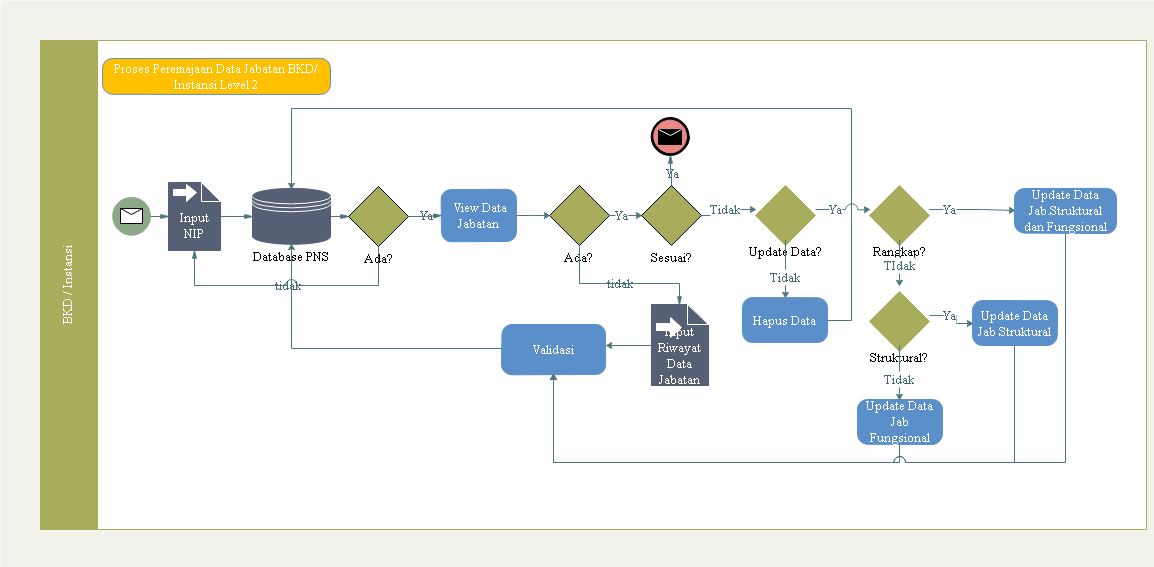 Proses Peremajaan Data Jabatan BKD/
Instansi Level 2
BKD / Instansi
Input
NIP
Database PNS
Ada?
tidak
Ya
View Data
Jabatan
Ada?
Ya
tidak
Sesuai?
Ya
Tidak
Update Data?
Ya
Tidak
Hapus Data
Rangkap?
Ya
TIdak
Update Data
Jab.Struktural
dan Fungsional
Struktural?
Ya
Update Data
Jab Struktural
Tidak
Update Data
Jab
Fungsional
Input
Riwayat
Data
Jabatan
Validasi